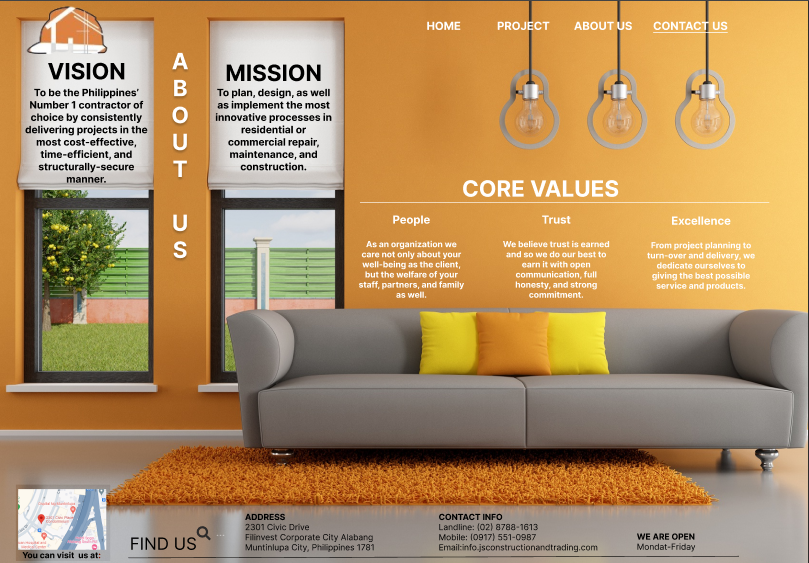 HOME PROJECT ABOUT US CONTACT US
VISION
To be the Philippines'
Number 1 contractor of
choice by consistently
delivering projects in the
most cost-effective,
time-efficient, and
structurally-secure
manner.
ABOUT
US
MISSION
To plan, design, as well
as implement the most
innovative processes in
residential or
commercial repair,
maintenance, and
construction.
CORE VALUES
People
As an organization we
care not only about your
well-being as the client,
but the welfare of your
staff, partners, and family
as well.
Trust
We believe trust is earned
and so we do our best to
earn it with open
communication, full
honesty, and strong
commitment.
Excellence
From project planning to
turn-over and delivery, we
dedicate ourselves to
giving the best possible
service and products.
You can visit us at:
FIND US
...
ADDRESS
2301 Civic Drive
Filinvest Corporate City Alabang
Muntinlupa City, Philippines 1781
CONTACT INFO
Landline: (02) 8788-1613
Mobile: (0917) 551-0987
Email:info.jsconstructionandtrading.com
WE ARE OPEN
Mondat-Friday